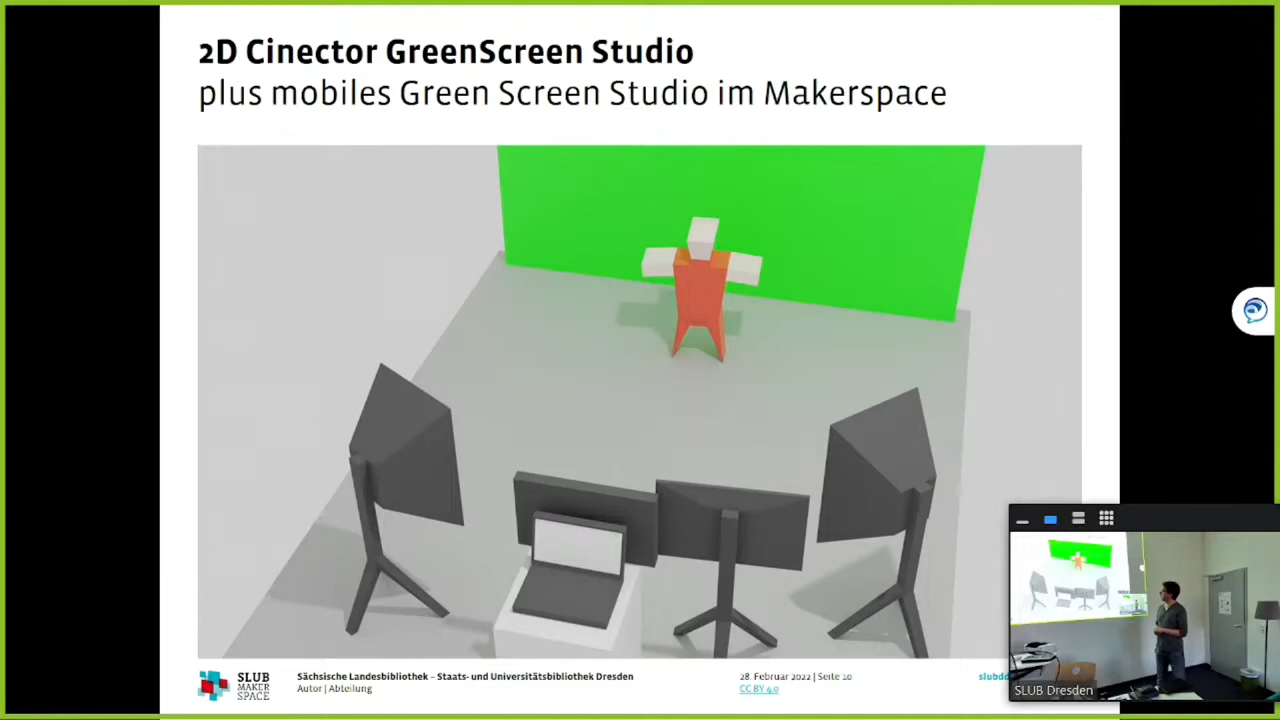 2D Cinector GreenScreen Studio
plus mobiles Green Screen Studio im Makerspace
SLUB
MAKER
SPACE
Sächsische Landesbibliothek – Staats- und Universitätsbibliothek Dresden
Autor | Abteilung
28. Februar 2022 | Seite 10
CC BY 4.0
SLUB Dresden